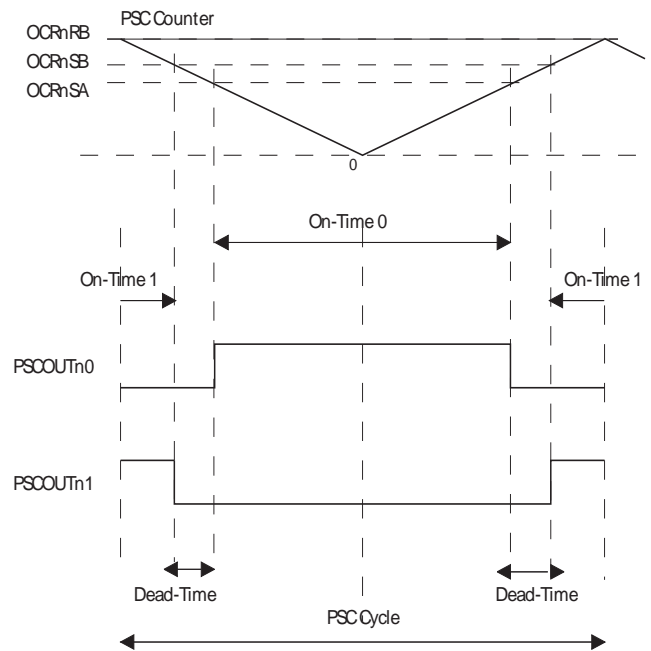 PSC Counter
OCRnRB
OCRnSB
OCRnSA
0
On-Time 0
On-Time 1
On-Time 1
PSCOUTn0
PSCOUTn1
Dead-Time
Dead-Time
PSC Cycle